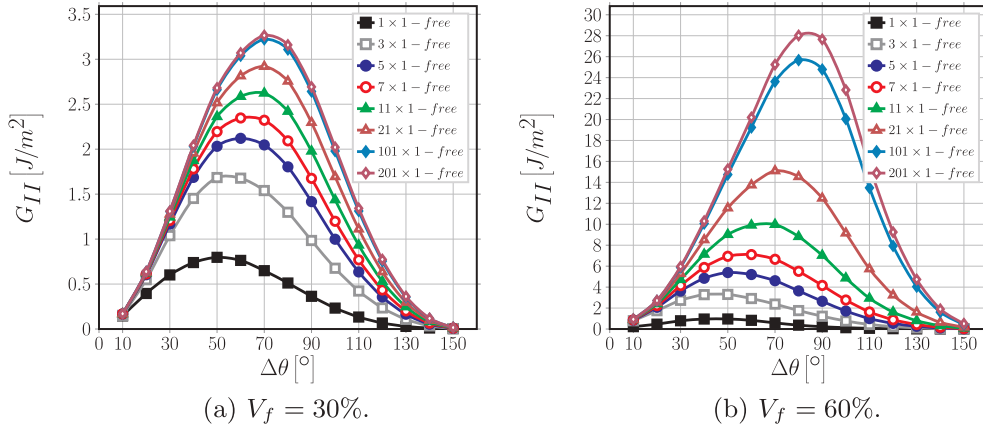 3.5
3
2.5
2
1.5
1
0.5
0
G_{II} [J/m^2]
0 10 30 50 70 90 110 130 150
Δθ [°]
1 × 1 − free
3 × 1 − free
5 × 1 − free
7 × 1 − free
11 × 1 − free
21 × 1 − free
101 × 1 − free
201 × 1 − free
(a) V_f = 30%.
30
28
26
24
22
20
18
16
14
12
10
8
6
4
2
0
G_{II} [J/m^2]
0 10 30 50 70 90 110 130 150
Δθ [°]
1 × 1 − free
3 × 1 − free
5 × 1 − free
7 × 1 − free
11 × 1 − free
21 × 1 − free
101 × 1 − free
201 × 1 − free
(b) V_f = 60%.